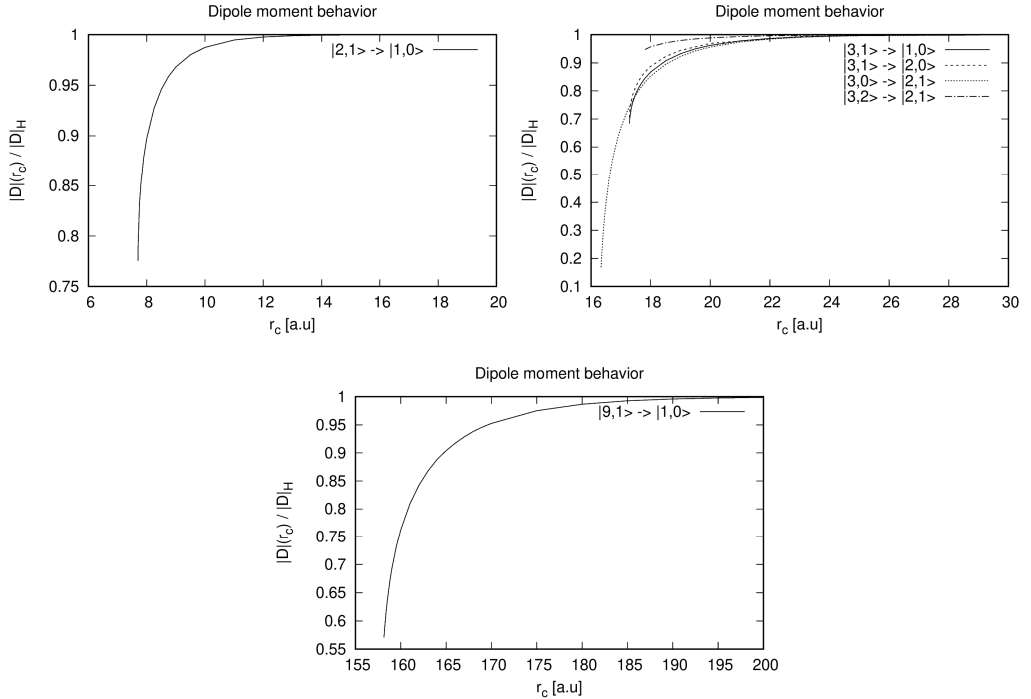 Dipole moment behavior
|D|(r_c) / |D|_H
1
0.95
0.9
0.85
0.8
0.75
|2,1> -> |1,0>
6 8 10 12 14 16 18 20
r_c [a.u]
Dipole moment behavior
|D|(r_c) / |D|_H
1
0.9
0.8
0.7
0.6
0.5
0.4
0.3
0.2
0.1
|3,1> -> |1,0>
|3,1> -> |2,0>
|3,0> -> |2,1>
|3,2> -> |2,1>
16 18 20 22 24 26 28 30
r_c [a.u]
Dipole moment behavior
|D|(r_c) / |D|_H
1
0.95
0.9
0.85
0.8
0.75
0.7
0.65
0.6
0.55
|9,1> -> |1,0>
155 160 165 170 175 180 185 190 195 200
r_c [a.u]